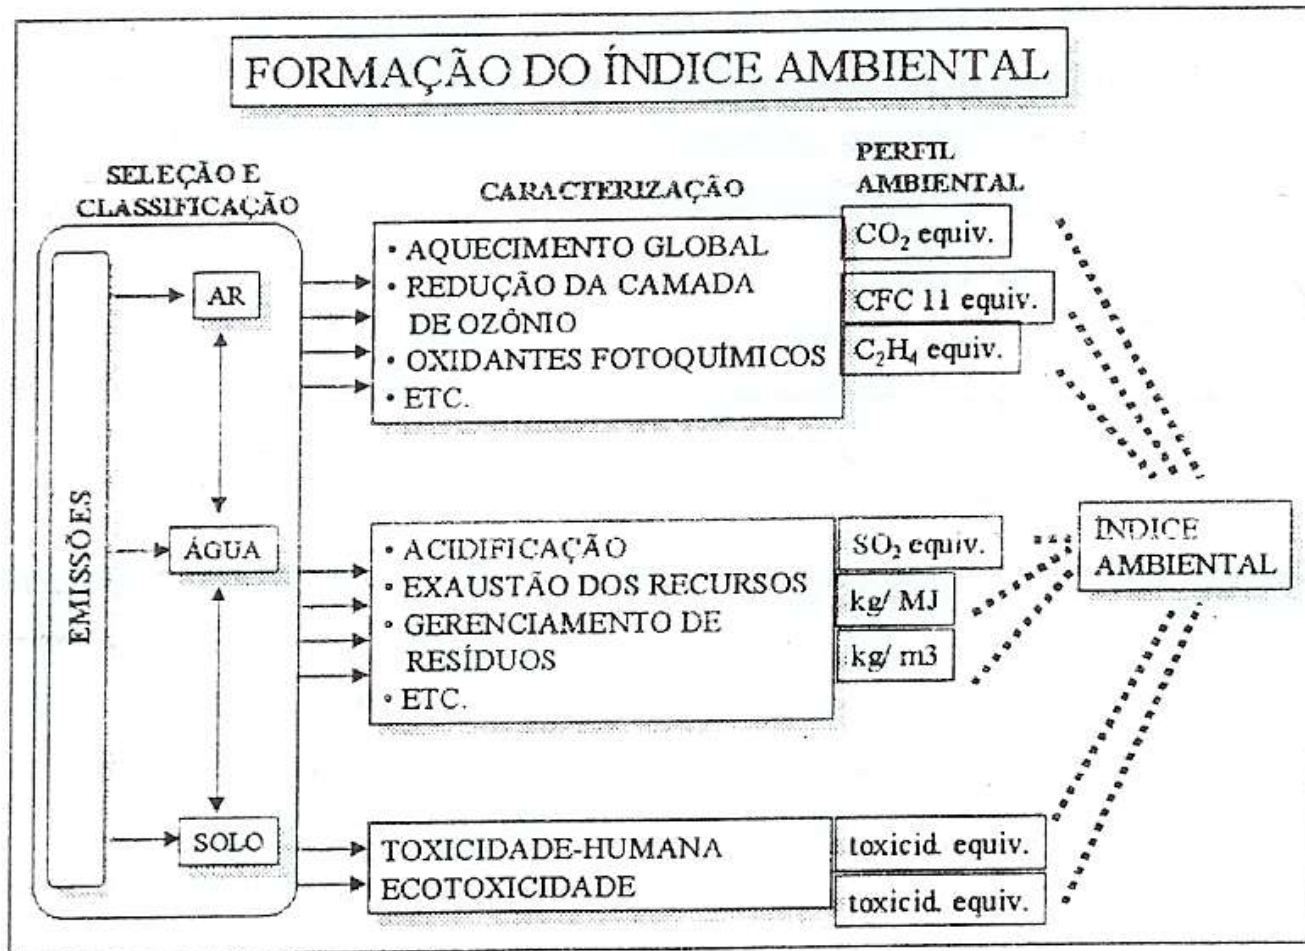 FORMAÇÃO DO ÍNDICE AMBIENTAL
SELEÇÃO E
CLASSIFICAÇÃO
CARACTERIZAÇÃO
PERFIL
AMBIENTAL
EMISSÕES
AR
ÁGUA
SOLO
• AQUECIMENTO GLOBAL
• REDUÇÃO DA CAMADA
DE OZÔNIO
• OXIDANTES FOTOQUÍMICOS
• ETC.
CO₂ equiv.
CFC 11 equiv.
C₂H₄ equiv.
• ACIDIFICAÇÃO
• EXAUSTÃO DOS RECURSOS
• GERENCIAMENTO DE
RESÍDUOS
• ETC.
SO₂ equiv.
kg/ MJ
kg/ m3
TOXICIDADE-HUMANA
ECOTOXICIDADE
toxicid. equiv.
toxicid. equiv.
ÍNDICE
AMBIENTAL